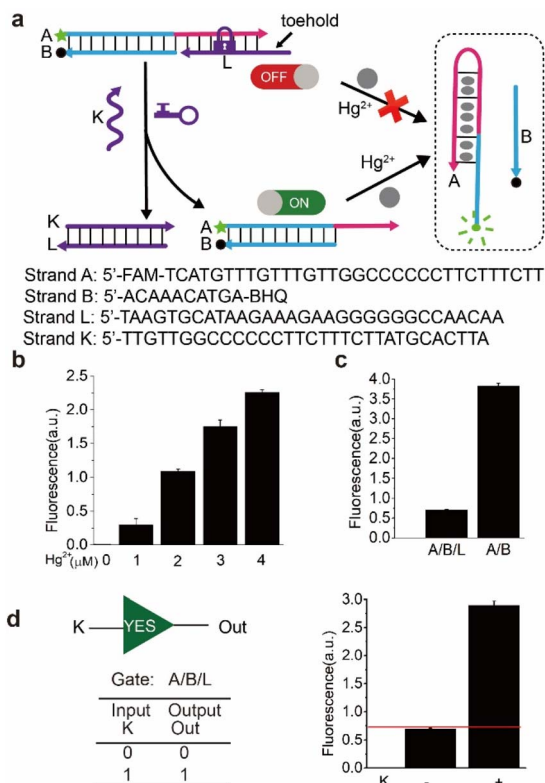 a
toehold
A
B
L
OFF
K
Hg2+
Hg2+
B
A
ON
K
L
A
B
Strand A: 5'-FAM-TCATGTTTGTTTGTTGGCCCCCCTTCTTTCTT
Strand B: 5'-ACAAACATGA-BHQ
Strand L: 5'-TAAGTGCATAAGAAAGAAGGGGGGCCAACAA
Strand K: 5'-TTGTTGGCCCCCCTTCTTTCTTATGCACTTA
b
Fluorescence(a.u.)
2.5
2.0
1.5
1.0
0.5
0.0
Hg2+(μM) 0 1 2 3 4
c
Fluorescence(a.u.)
4.0
3.5
3.0
2.5
2.0
1.5
1.0
0.5
0.0
A/B/L A/B
d
K YES Out
Gate: A/B/L
Input Output
K Out
0 0
1 1
Fluorescence(a.u.)
3.0
2.5
2.0
1.5
1.0
0.5
0.0
K - +